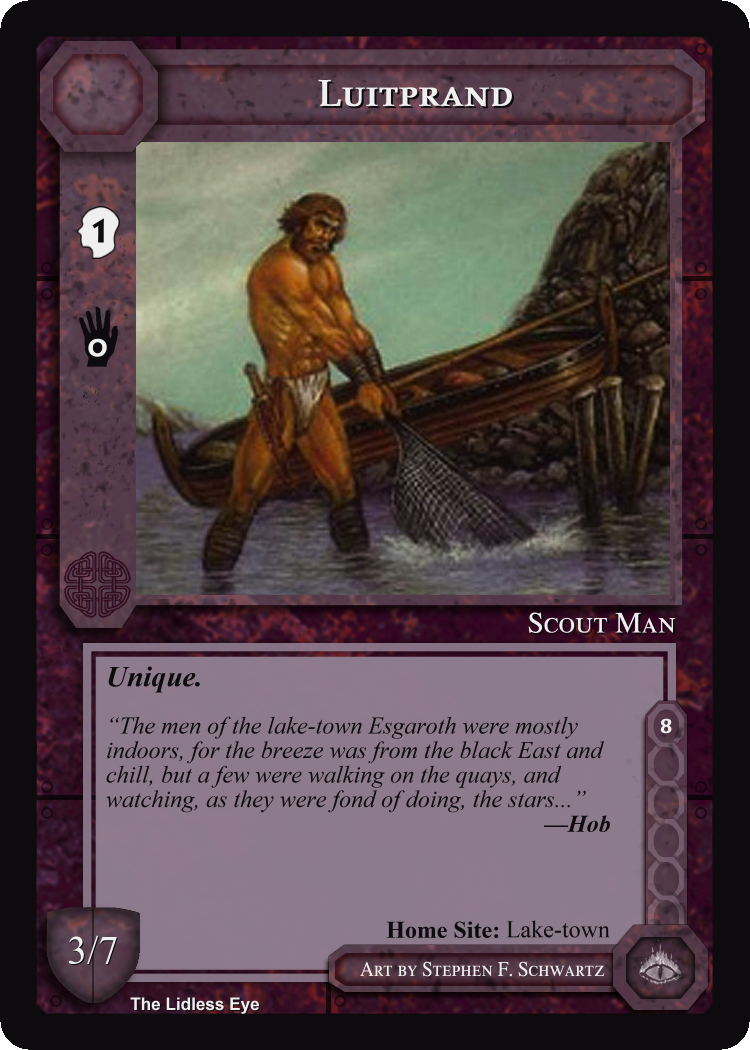 Luitprand
1
0
Scout Man
Unique.
“The men of the lake-town Esgaroth were mostly
indoors, for the breeze was from the black East and
chill, but a few were walking on the quays, and
watching, as they were fond of doing, the stars...”
—Hob
8
Home Site: Lake-town
3/7
Art by Stephen F. Schwartz
The Lidless Eye